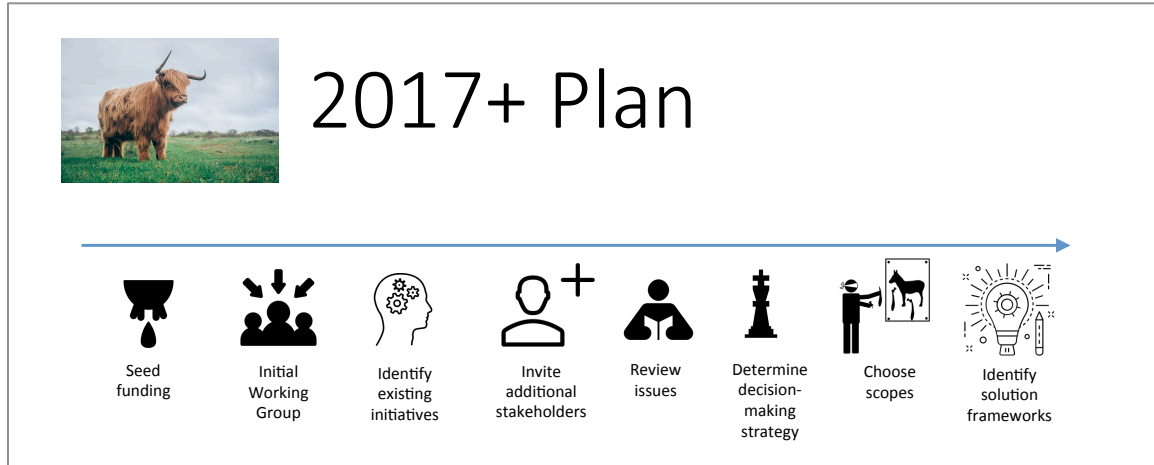 2017+ Plan
Seed
funding
Initial
Working
Group
Identify
existing
initiatives
Invite
additional
stakeholders
Review
issues
Determine
decision-
making
strategy
Choose
scopes
Identify
solution
frameworks